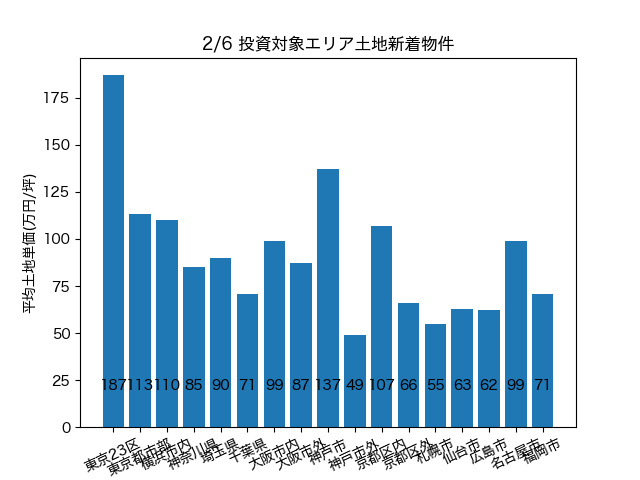 2/6 投資対象エリア土地新着物件
平均土地単価(万円/坪)
175
150
125
100
75
50
25
0
187 113 110 85 90 71 99 87 137 49 107 66 55 63 62 99 71
東京23区 東京都市部 横浜市内 神奈川県 埼玉県 千葉県 大阪市内 大阪市外 神戸市 神戸市外 京都区内 京都区外 札幌市 仙台市 広島市 名古屋市 福岡市